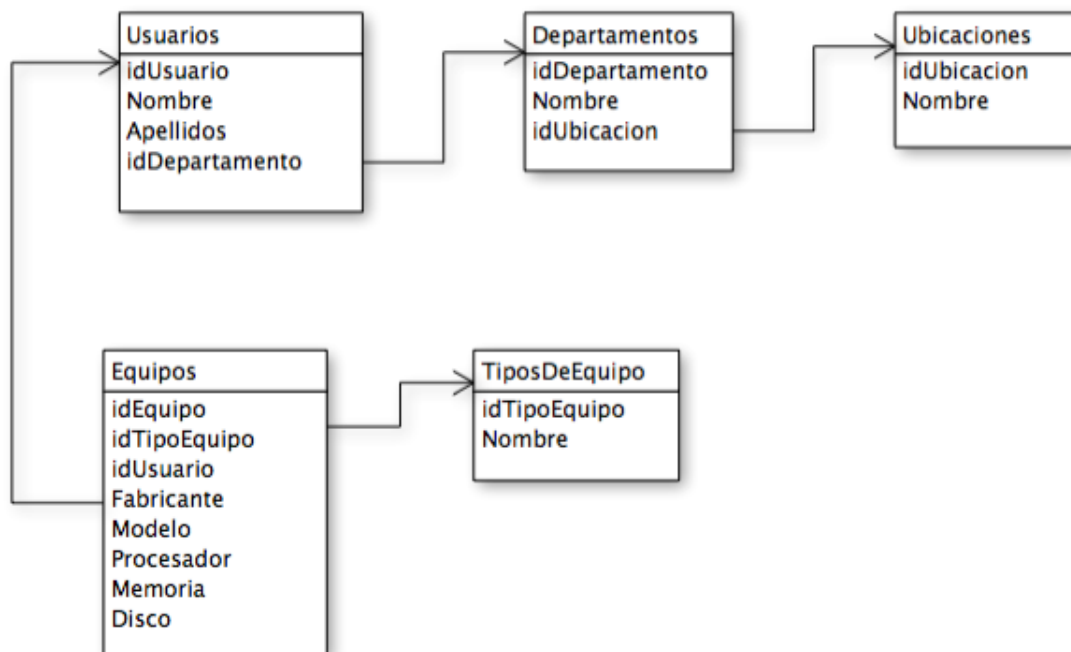 Usuarios
idUsuario
Nombre
Apellidos
idDepartamento
Departamentos
idDepartamento
Nombre
idUbicacion
Ubicaciones
idUbicacion
Nombre
Equipos
idEquipo
idTipoEquipo
idUsuario
Fabricante
Modelo
Procesador
Memoria
Disco
TiposDeEquipo
idTipoEquipo
Nombre